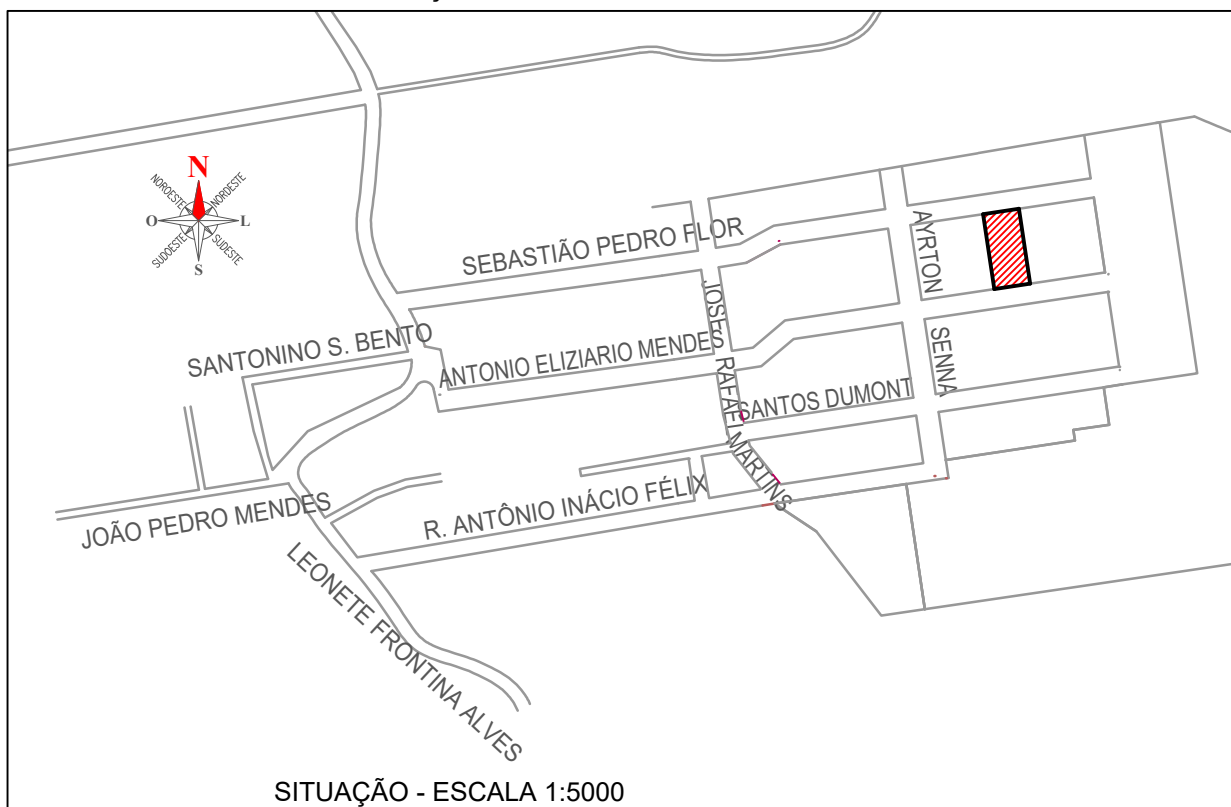 N
NOROESTE
NORDESTE
O
L
SUDOESTE
SUDESTE
S
SEBASTIÃO PEDRO FLOR
AYRTON
SENNA
JOSE RAFAEL MARTINS
SANTONINO S. BENTO
ANTONIO ELIZIARIO MENDES
SANTOS DUMONT
JOÃO PEDRO MENDES
R. ANTÔNIO INÁCIO FÉLIX
LEONETE FRONTINA ALVES
SITUAÇÃO - ESCALA 1:5000